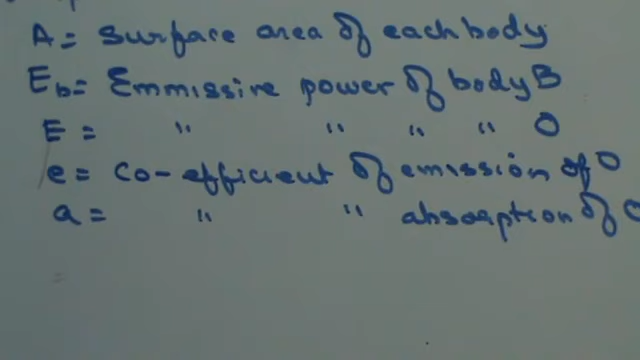 A = Surface area of each body
Eb = Emmissive power of body B
E = " " " " O
e = co-efficient of emission of O
a = " " absorption of O